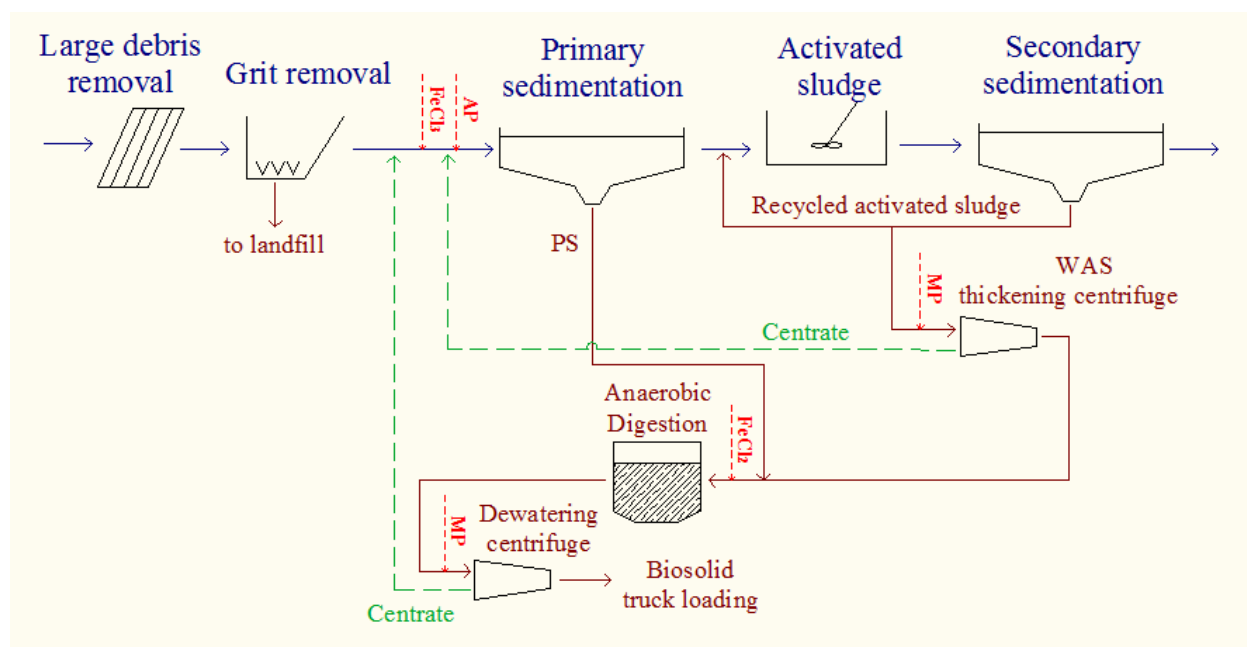 Large debris
removal
Grit removal
FeCl₃
AP
Primary
sedimentation
Activated
sludge
Secondary
sedimentation
to landfill
PS
Recycled activated sludge
MP
WAS
thickening centrifuge
Centrate
Anaerobic
Digestion
FeCl₂
MP
Dewatering
centrifuge
Biosolid
truck loading
Centrate